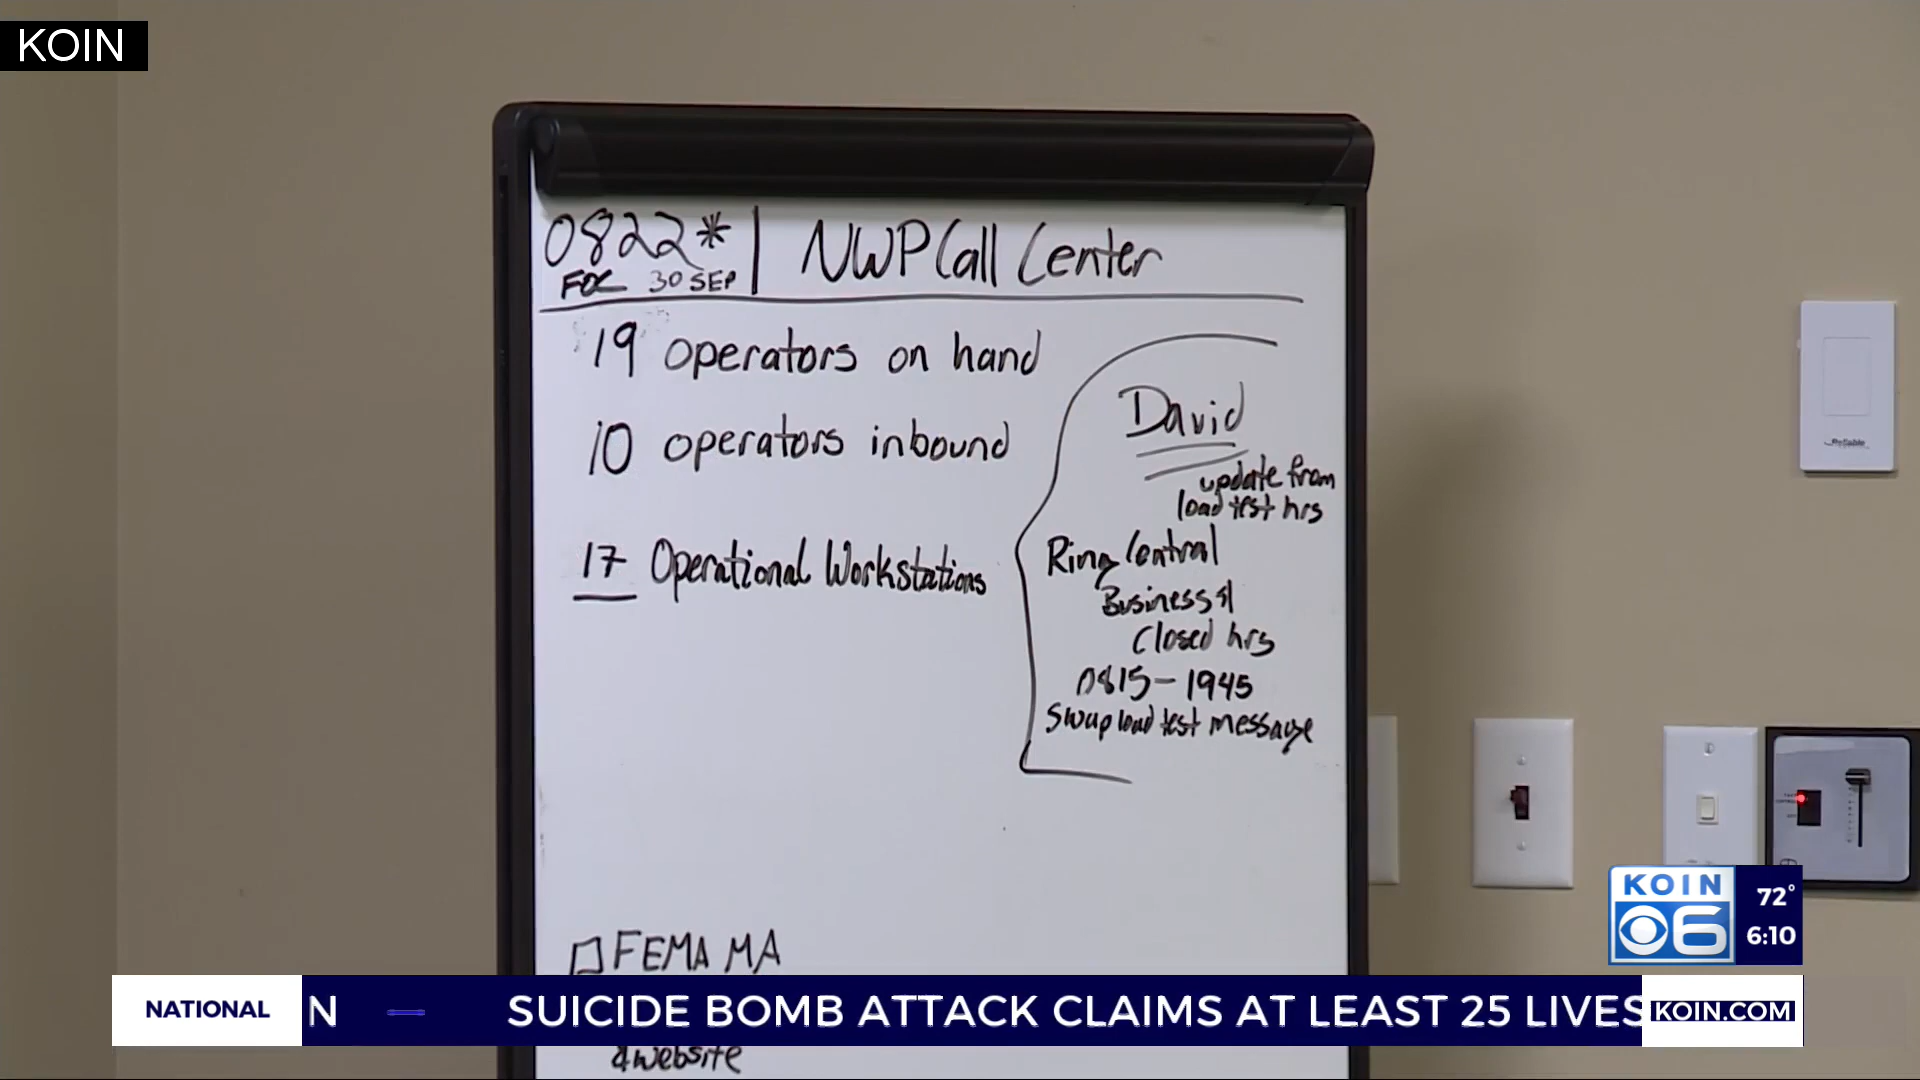 KOIN
0822* | NWP Call Center
FOC 30 SEP
19 operators on hand
10 operators inbound
17 Operational Workstations
David
update from
load test hrs
Ring Central
Business &
Closed hrs
0815-1945
Swap load test message
Reliable
FEMA MA
& website
KOIN
6
72°
6:10
NATIONAL
N — SUICIDE BOMB ATTACK CLAIMS AT LEAST 25 LIVES
KOIN.COM